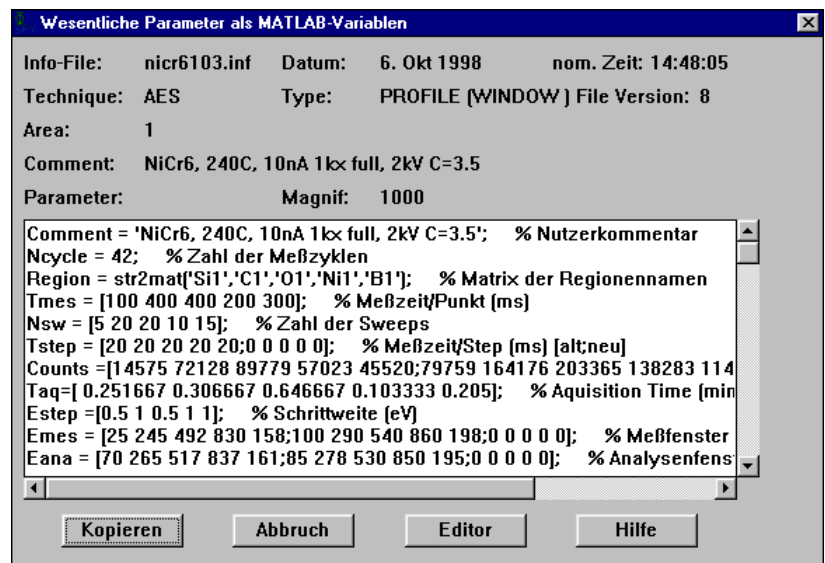 Wesentliche Parameter als MATLAB-Variablen
Info-File: nicr6103.inf Datum: 6. Okt 1998 nom. Zeit: 14:48:05
Technique: AES Type: PROFILE (WINDOW ) File Version: 8
Area: 1
Comment: NiCr6, 240C, 10nA 1kx full, 2kV C=3.5
Parameter: Magnif: 1000
Comment = 'NiCr6, 240C, 10nA 1kx full, 2kV C=3.5'; % Nutzerkommentar
Ncycle = 42; % Zahl der Meßzyklen
Region = str2mat('Si1','C1','O1','Ni1','B1'); % Matrix der Regionennamen
Tmes = [100 400 400 200 300]; % Meßzeit/Punkt (ms)
Nsw = [5 20 20 10 15]; % Zahl der Sweeps
Tstep = [20 20 20 20 20;0 0 0 0 0]; % Meßzeit/Step (ms) [alt;neu]
Counts =[14575 72128 89779 57023 45520;79759 164176 203365 138283 114
Taq=[ 0.251667 0.306667 0.646667 0.103333 0.205]; % Aquisition Time (min
Estep =[0.5 1 0.5 1 1]; % Schrittweite (eV)
Emes = [25 245 492 830 158;100 290 540 860 198;0 0 0 0 0]; % Meßfenster
Eana = [70 265 517 837 161;85 278 530 850 195;0 0 0 0 0]; % Analysenfens
Kopieren Abbruch Editor Hilfe